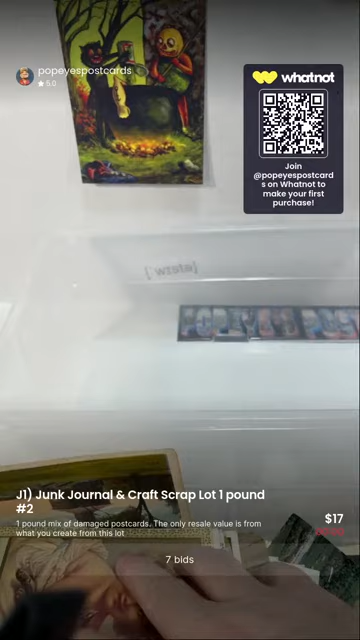 popeyespostcards
★ 5.0
whatnot
Join
@popeyespostcard
s on Whatnot to
make your first
purchase!
J1) Junk Journal & Craft Scrap Lot 1 pound
#2
1 pound mix of damaged postcards. The only resale value is from
what you create from this lot
$17
7 bids